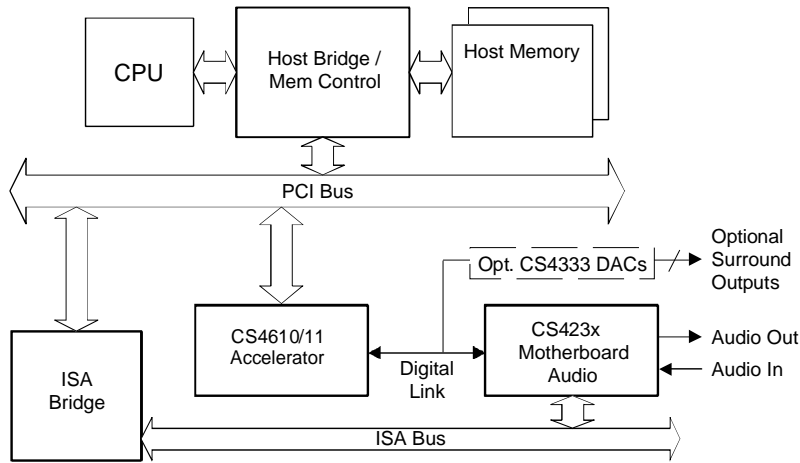 CPU
Host Bridge /
Mem Control
Host Memory
PCI Bus
Opt. CS4333 DACs
Optional
Surround
Outputs
CS4610/11
Accelerator
Digital
Link
CS423x
Motherboard
Audio
Audio Out
Audio In
ISA
Bridge
ISA Bus